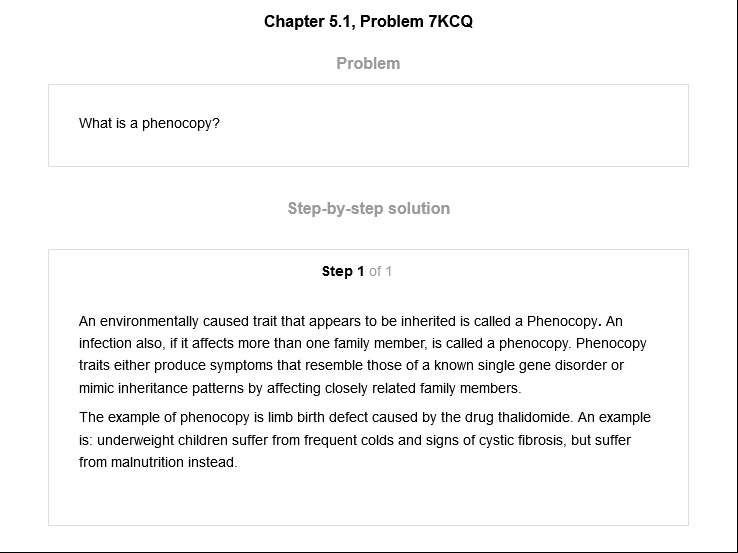 Chapter 5.1, Problem 7KCQ
Problem
What is a phenocopy?
Step-by-step solution
Step 1 of 1
An environmentally caused trait that appears to be inherited is called a Phenocopy. An
infection also, if it affects more than one family member, is called a phenocopy. Phenocopy
traits either produce symptoms that resemble those of a known single gene disorder or
mimic inheritance patterns by affecting closely related family members.
The example of phenocopy is limb birth defect caused by the drug thalidomide. An example
is: underweight children suffer from frequent colds and signs of cystic fibrosis, but suffer
from malnutrition instead.